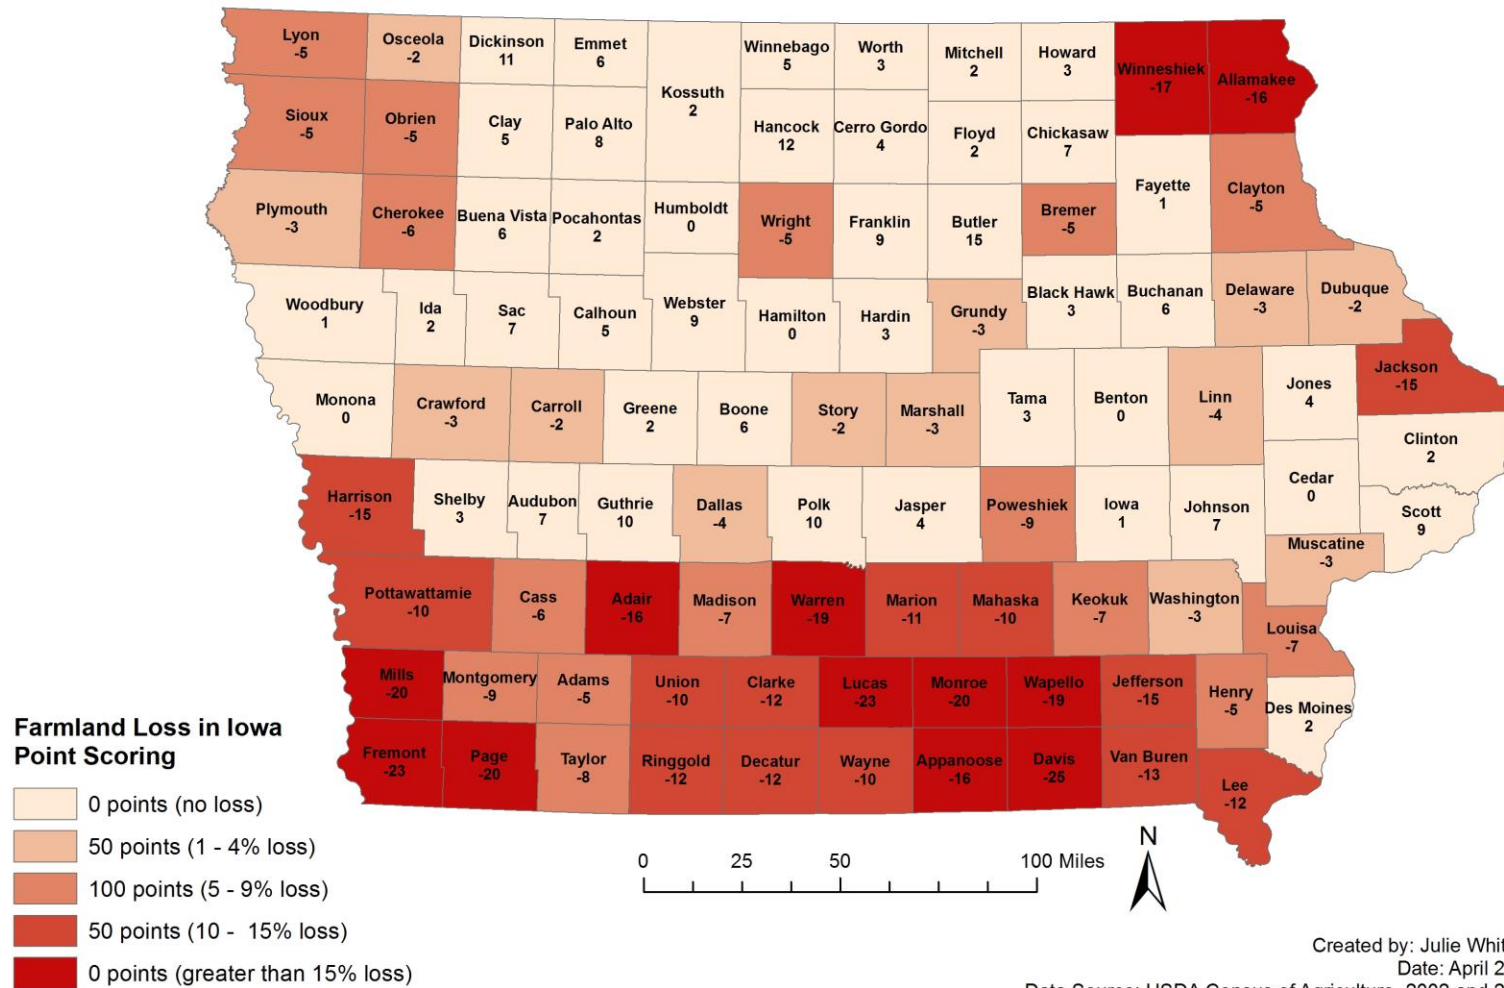 Lyon
-5
Osceola
-2
Dickinson
11
Emmet
6
Kossuth
2
Winnebago
5
Worth
3
Mitchell
2
Howard
3
Winneshiek
-17
Allamakee
-16
Sioux
-5
Obrien
-5
Clay
5
Palo Alto
8
Hancock
12
Cerro Gordo
4
Floyd
2
Chickasaw
7
Fayette
1
Clayton
-5
Plymouth
-3
Cherokee
-6
Buena Vista
6
Pocahontas
2
Humboldt
0
Wright
-5
Franklin
9
Butler
15
Bremer
-5
Woodbury
1
Ida
2
Sac
7
Calhoun
5
Webster
9
Hamilton
0
Hardin
3
Grundy
-3
Black Hawk
3
Buchanan
6
Delaware
-3
Dubuque
-2
Jackson
-15
Monona
0
Crawford
-3
Carroll
-2
Greene
2
Boone
6
Story
-2
Marshall
-3
Tama
3
Benton
0
Linn
-4
Jones
4
Clinton
2
Cedar
0
Harrison
-15
Shelby
3
Audubon
7
Guthrie
10
Dallas
-4
Polk
10
Jasper
4
Poweshiek
-9
Iowa
1
Johnson
7
Scott
9
Muscatine
-3
Pottawattamie
-10
Cass
-6
Adair
-16
Madison
-7
Warren
-19
Marion
-11
Mahaska
-10
Keokuk
-7
Washington
-3
Louisa
-7
Mills
-20
Montgomery
-9
Adams
-5
Union
-10
Clarke
-12
Lucas
-23
Monroe
-20
Wapello
-19
Jefferson
-15
Henry
-5
Des Moines
2
Fremont
-23
Page
-20
Taylor
-8
Ringgold
-12
Decatur
-12
Wayne
-10
Appanoose
-16
Davis
-25
Van Buren
-13
Lee
-12
Farmland Loss in Iowa
Point Scoring
0 points (no loss)
50 points (1 - 4% loss)
100 points (5 - 9% loss)
50 points (10 - 15% loss)
0 points (greater than 15% loss)
0 25 50 100 Miles
N
Created by: Julie Whit
Date: April 2
Data Source: USDA Census of Agriculture, 2002 and 2